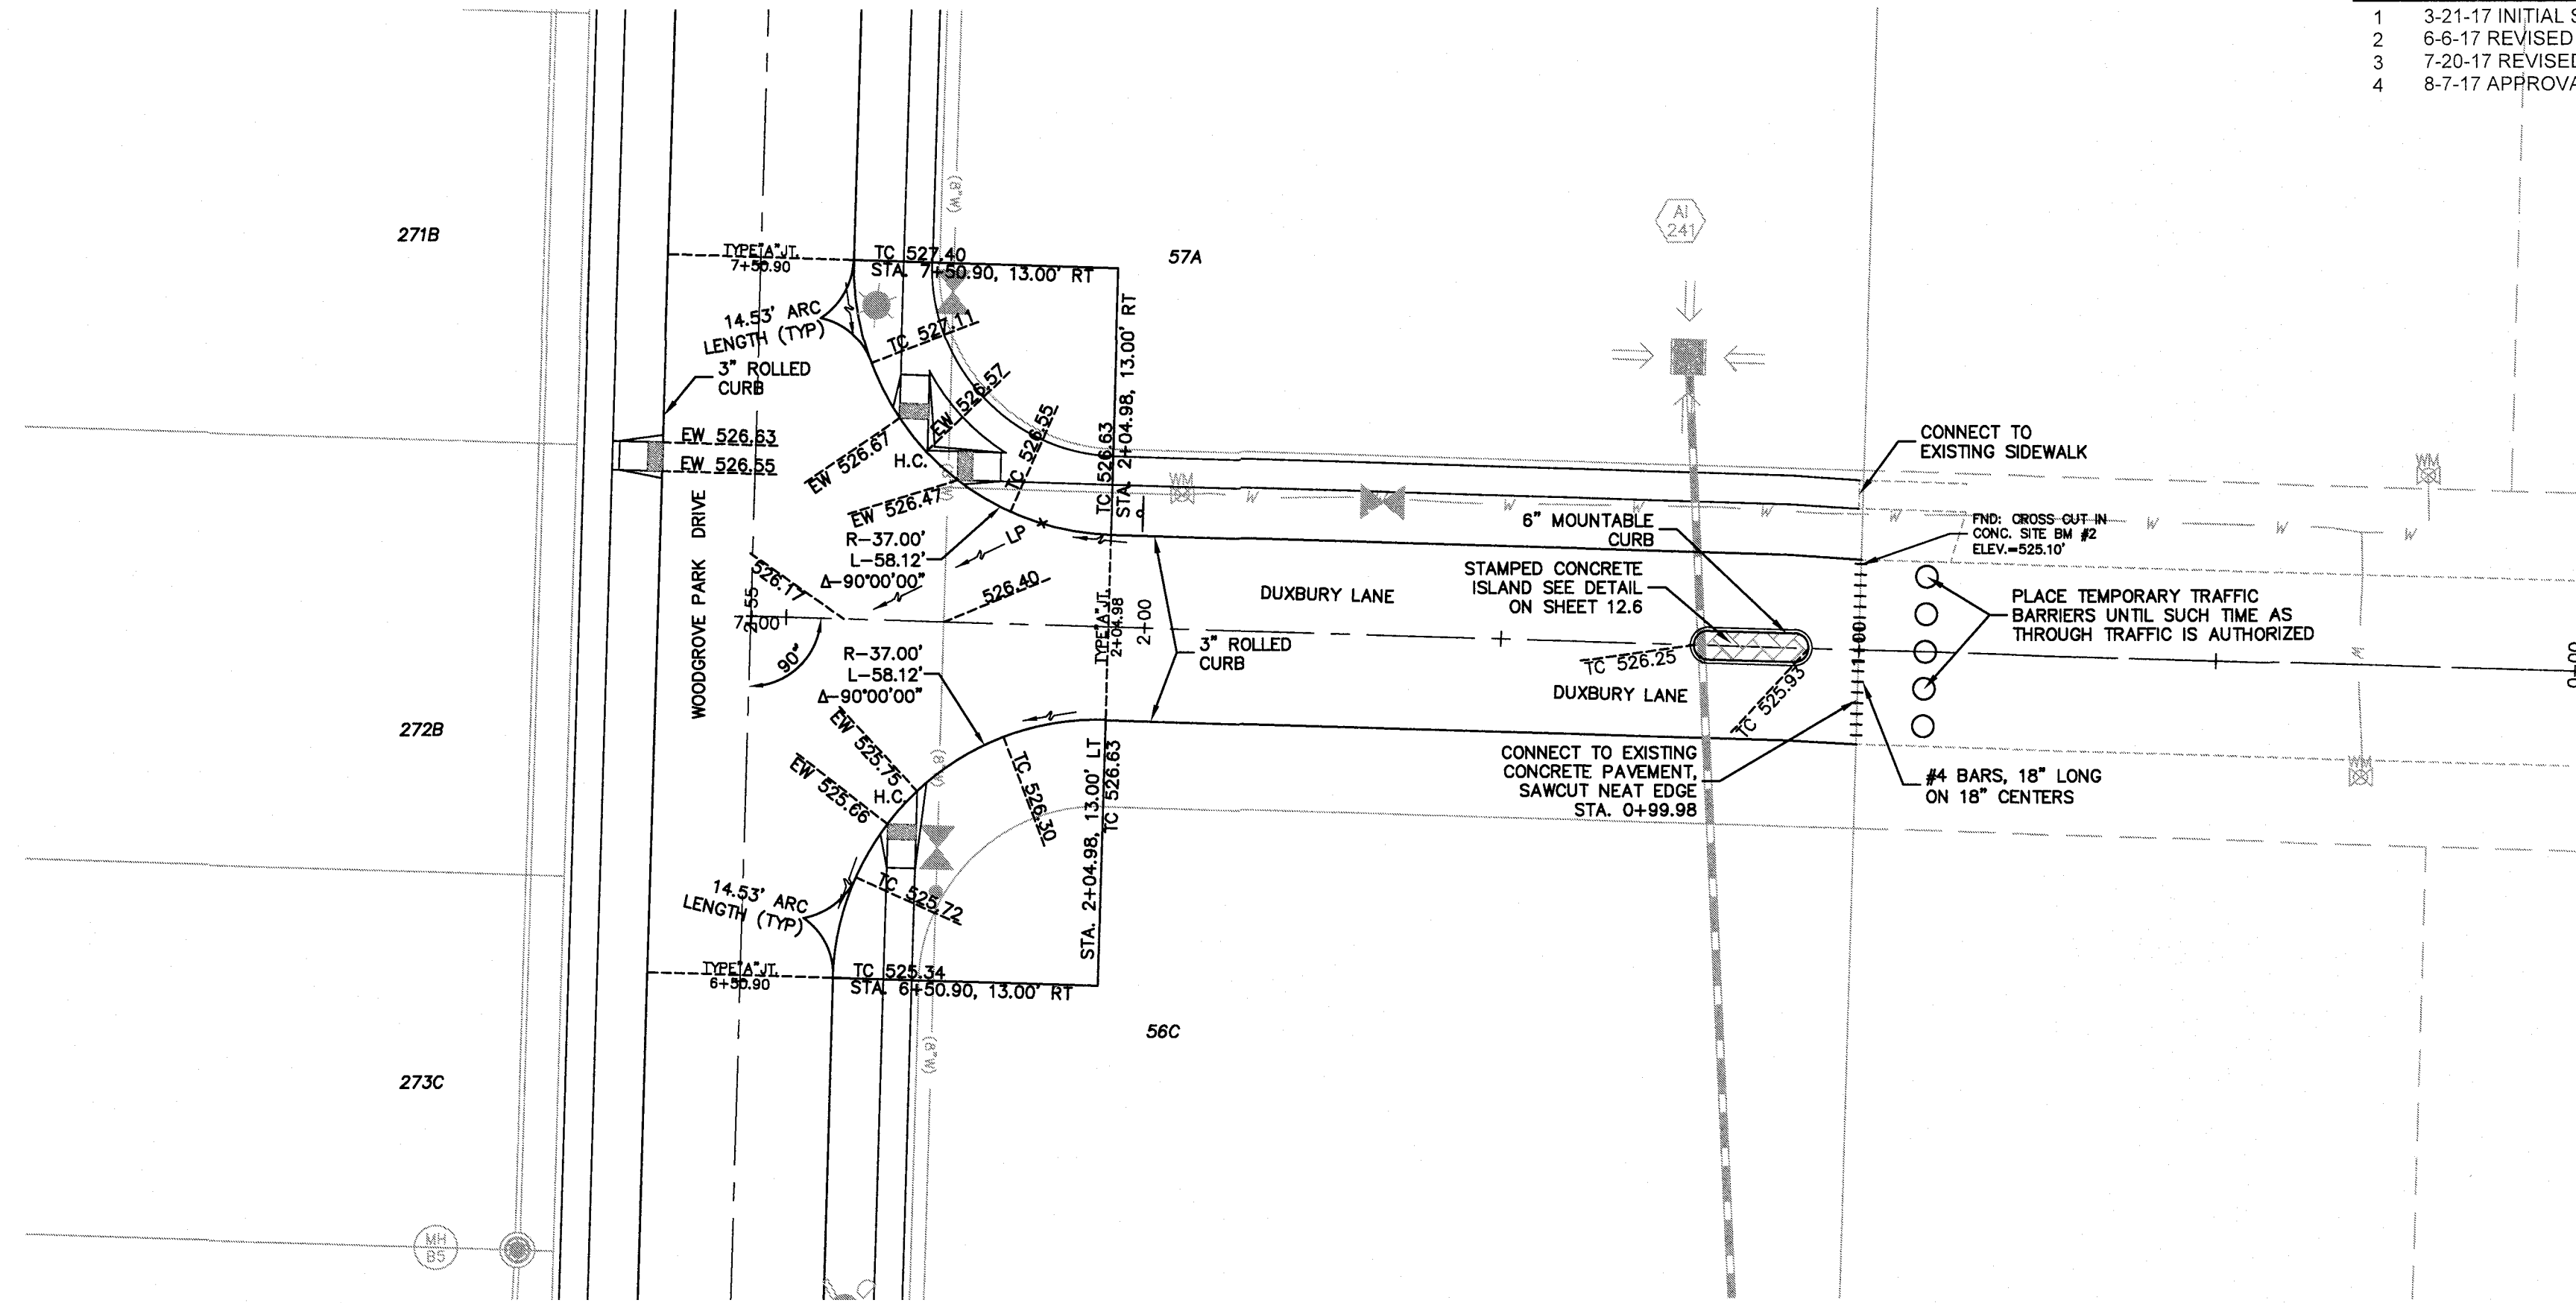 1 3-21-17 INITIAL S
2 6-6-17 REVISED
3 7-20-17 REVISED
4 8-7-17 APPROVA
271B
57A
272B
273C
56C
AI
241
MH
B5
TYPE "A" JT.
7+50.90
TC 527.40
STA. 7+50.90, 13.00' RT
14.53' ARC
LENGTH (TYP)
3" ROLLED
CURB
TC 527.11
(8"W)
EW 526.63
EW 526.55
EW 526.67
EW 526.57
H.C.
EW 526.47
TC 526.55
TC 526.63
STA. 2+04.98, 13.00' RT
R-37.00'
L-58.12'
Δ-90°00'00"
LP
526.17
526.40
WOODGROVE PARK DRIVE
2+55
7+00
90°
TYPE "A" JT.
2+04.98
2+00
DUXBURY LANE
3" ROLLED
CURB
R-37.00'
L-58.12'
Δ-90°00'00"
EW 525.75
EW 525.66
H.C.
(8"W)
TC 526.30
TC 525.72
STA. 2+04.98, 13.00' LT
TC 526.63
14.53' ARC
LENGTH (TYP)
TYPE "A" JT.
6+50.90
TC 525.34
STA. 6+50.90, 13.00' RT
(8"W)
WM
W
W
W
W
W
W
W
W
W
WM
WM
6" MOUNTABLE
CURB
STAMPED CONCRETE
ISLAND SEE DETAIL
ON SHEET 12.6
TC 526.25
DUXBURY LANE
TC 525.93
1+00
CONNECT TO
EXISTING SIDEWALK
FND: CROSS CUT IN
CONC. SITE BM #2
ELEV.=525.10'
PLACE TEMPORARY TRAFFIC
BARRIERS UNTIL SUCH TIME AS
THROUGH TRAFFIC IS AUTHORIZED
CONNECT TO EXISTING
CONCRETE PAVEMENT,
SAWCUT NEAT EDGE
STA. 0+99.98
#4 BARS, 18" LONG
ON 18" CENTERS
0+00